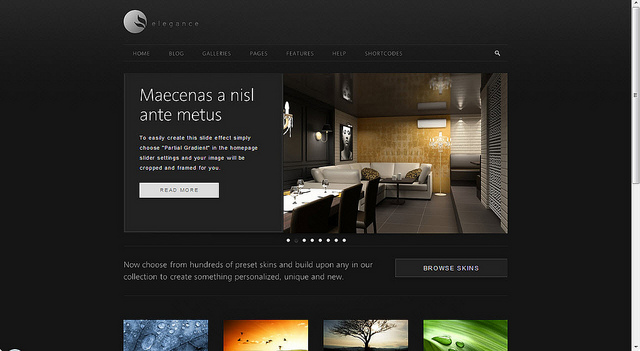 elegance
HOME BLOG GALLERIES PAGES FEATURES HELP SHORTCODES
Maecenas a nisl
ante metus
To easily create this slide effect simply
choose "Partial Gradient" in the homepage
slider settings and your image will be
cropped and framed for you.
READ MORE
Now choose from hundreds of preset skins and build upon any in our
collection to create something personalized, unique and new.
BROWSE SKINS